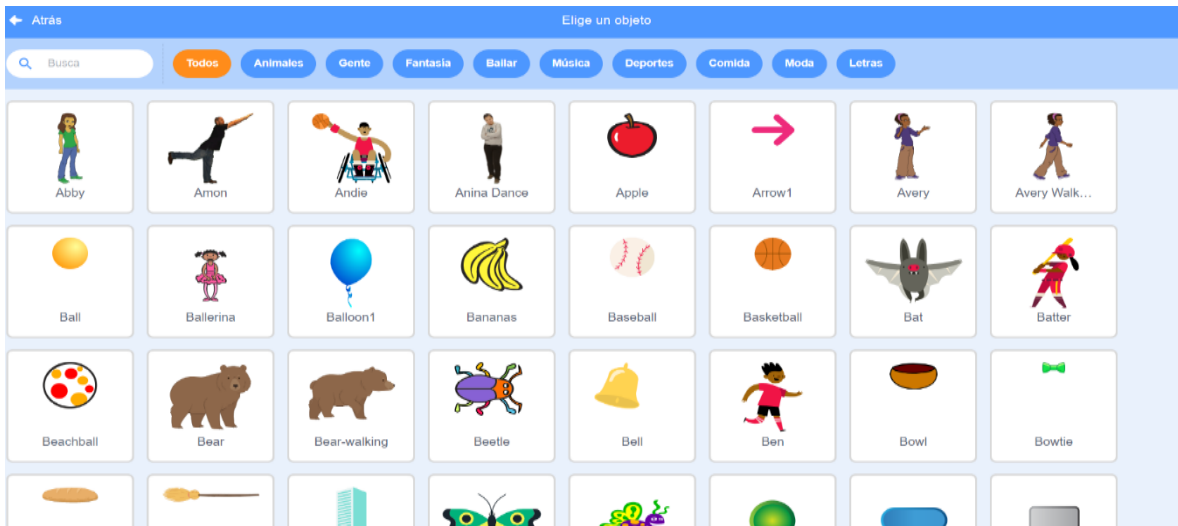 Atrás Elige un objeto
Busca Todos Animales Gente Fantasía Bailar Música Deportes Comida Moda Letras
Abby Amon Andie Anina Dance Apple Arrow1 Avery Avery Walk...
Ball Ballerina Balloon1 Bananas Baseball Basketball Bat Batter
Beachball Bear Bear-walking Beetle Bell Ben Bowl Bowtie